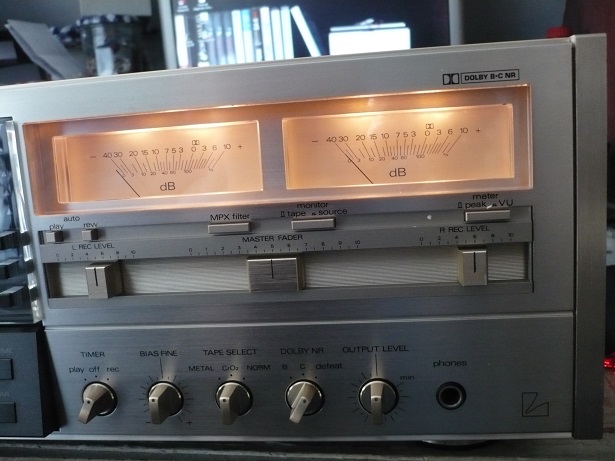 DOLBY B·C NR
− 40 30 20 15 10 7 5 3 0 3 6 10 +
dB
− 40 30 20 15 10 7 5 3 0 3 6 10 +
dB
auto
play rew
MPX filter
monitor
tape source
meter
peak VU
L REC LEVEL
MASTER FADER
R REC LEVEL
TIMER
play off rec
BIAS FINE
− +
TAPE SELECT
METAL CrO₂ NORM
DOLBY NR
B C defeat
OUTPUT LEVEL
min
phones